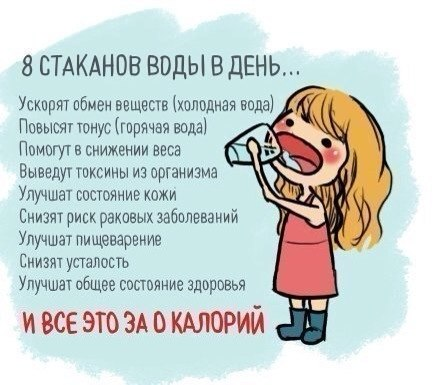 8 СТАКАНОВ ВОДЫ В ДЕНЬ...
Ускорят обмен веществ (холодная вода)
Повысят тонус (горячая вода)
Помогут в снижении веса
Выведут токсины из организма
Улучшат состояние кожи
Снизят риск раковых заболеваний
Улучшат пищеварение
Снизят усталость
Улучшат общее состояние здоровья
И ВСЕ ЭТО ЗА 0 КАЛОРИЙ